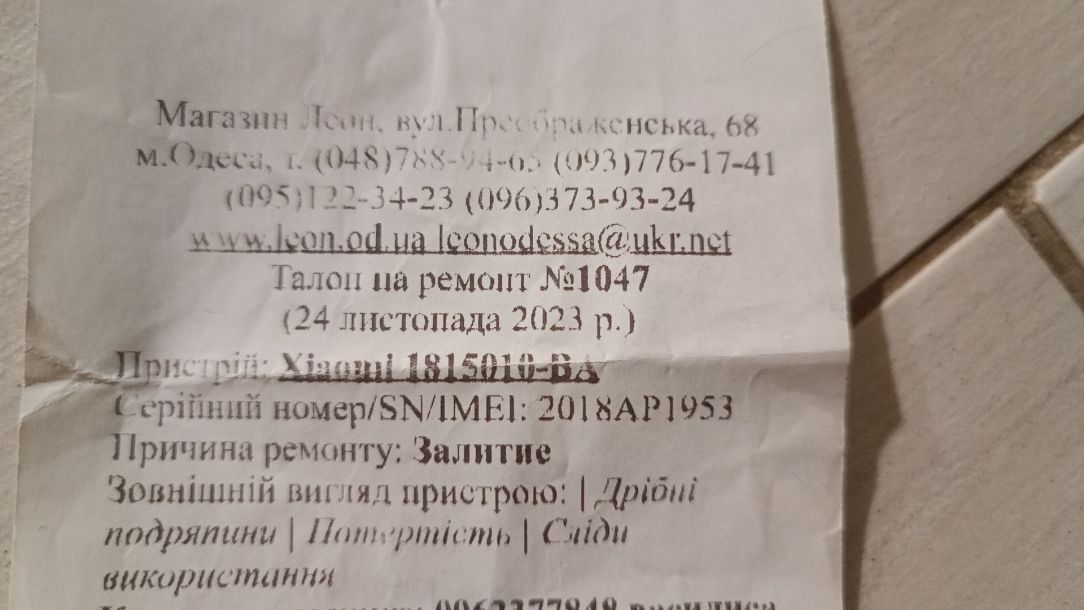 Магазин Леон, вул.Преображенська, 68
м.Одеса, т. (048)788-94-65 (093)776-17-41
(095)122-34-23 (096)373-93-24
www.leon.od.ua leonodessa@ukr.net
Талон на ремонт №1047
(24 листопада 2023 р.)
Пристрій: Xiaomi 1815010-BA
Серійний номер/SN/IMEI: 2018AP1953
Причина ремонту: Залитие
Зовнішній вигляд пристрою: | Дрібні
подряпини | Потертість | Сліди
використання